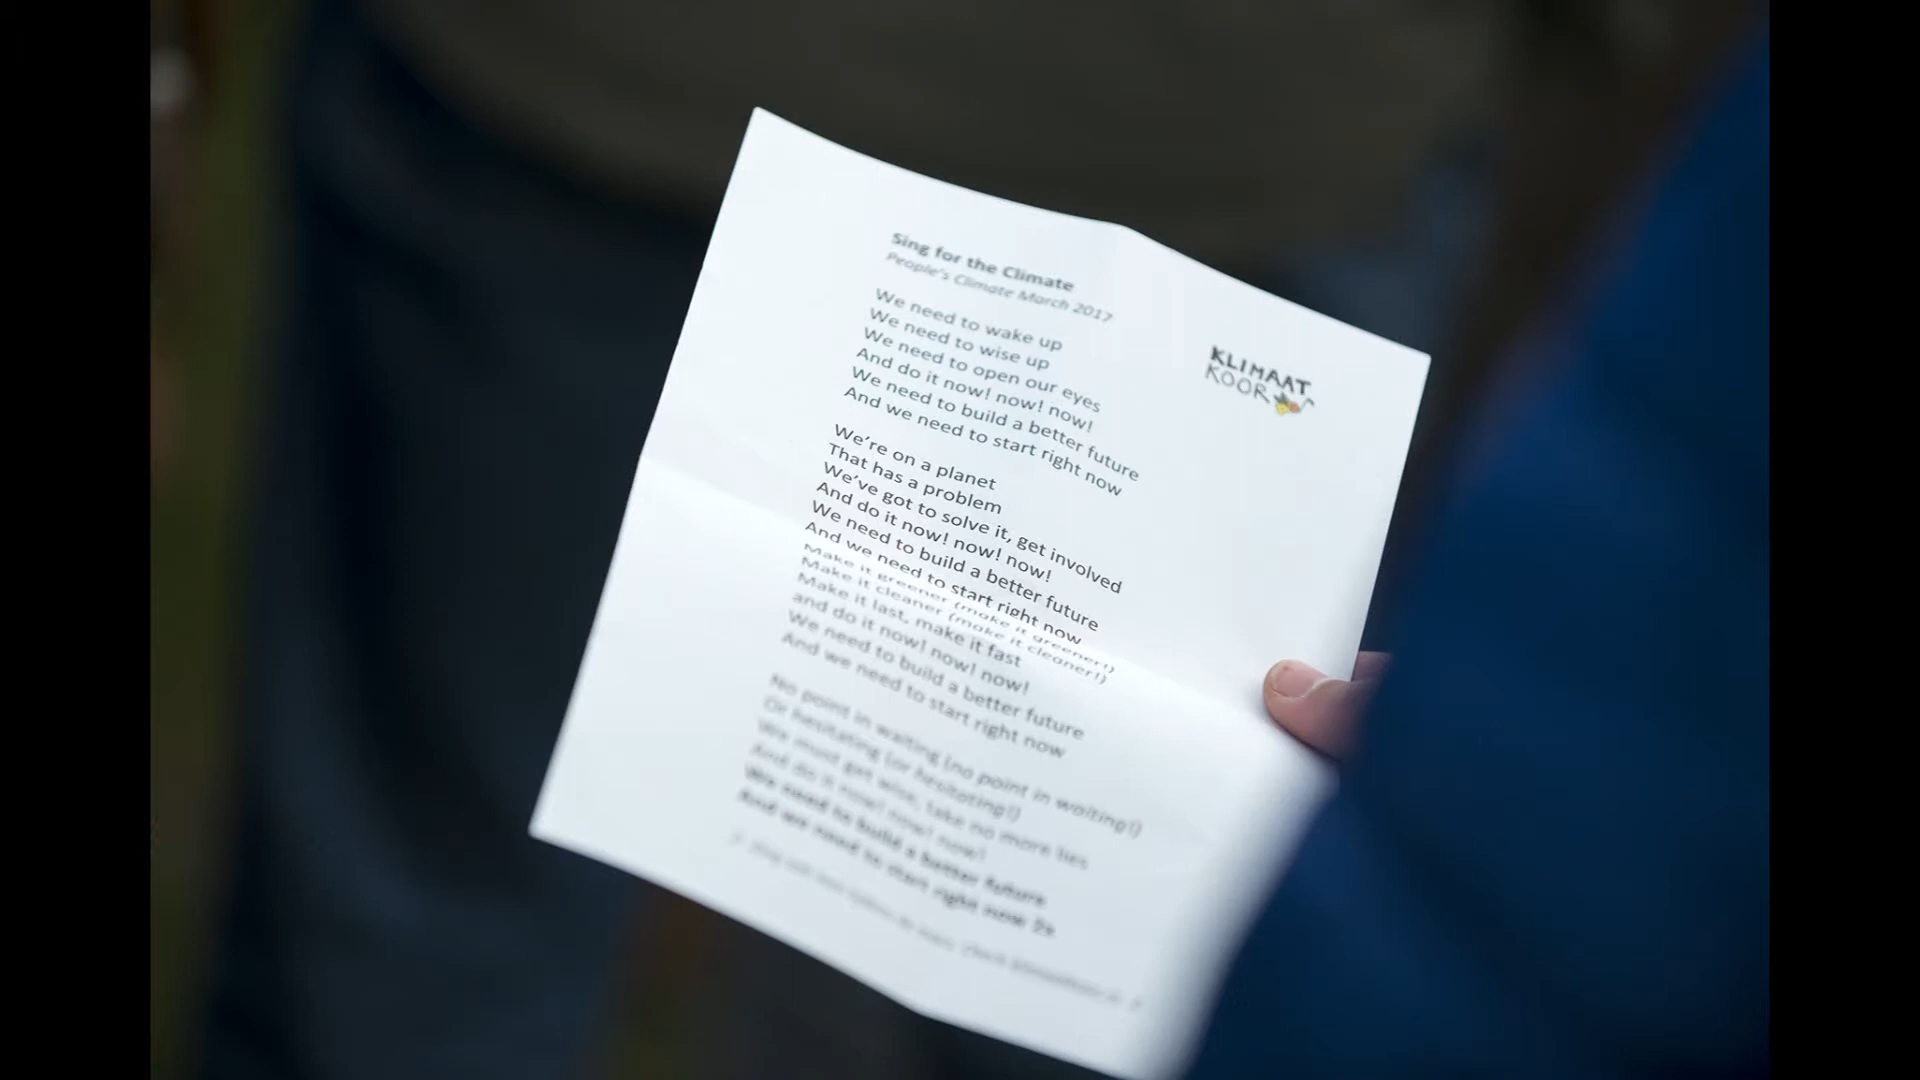 Sing for the Climate
People's Climate March 2017
KLIMAAT
KOOR
We need to wake up
We need to wise up
We need to open our eyes
And do it now! now! now!
We need to build a better future
And we need to start right now
We're on a planet
That has a problem
We've got to solve it, get involved
And do it now! now! now!
We need to build a better future
And we need to start right now
Make it greener (make it greener!)
Make it cleaner (make it cleaner!)
Make it last, make it fast
and do it now! now! now!
We need to build a better future
And we need to start right now
No point in waiting (no point in waiting!)
Or hesitating (or hesitating!)
We must get wise, take no more lies
And do it now! now! now!
We need to build a better future
And we need to start right now 2x